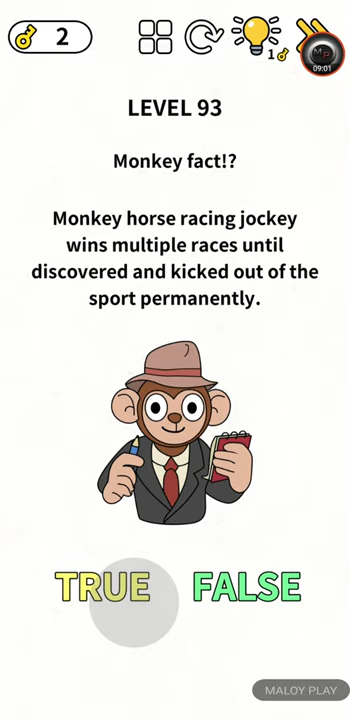 2
1
09:01
LEVEL 93
Monkey fact!?
Monkey horse racing jockey
wins multiple races until
discovered and kicked out of the
sport permanently.
TRUE FALSE
MALOY PLAY